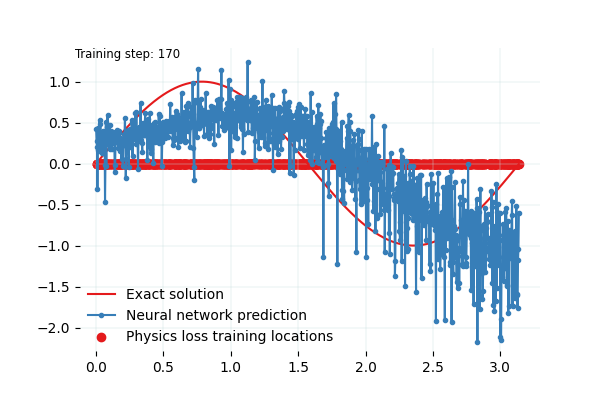 Training step: 170
1.0
0.5
0.0
−0.5
−1.0
−1.5
−2.0
Exact solution
Neural network prediction
Physics loss training locations
0.0 0.5 1.0 1.5 2.0 2.5 3.0